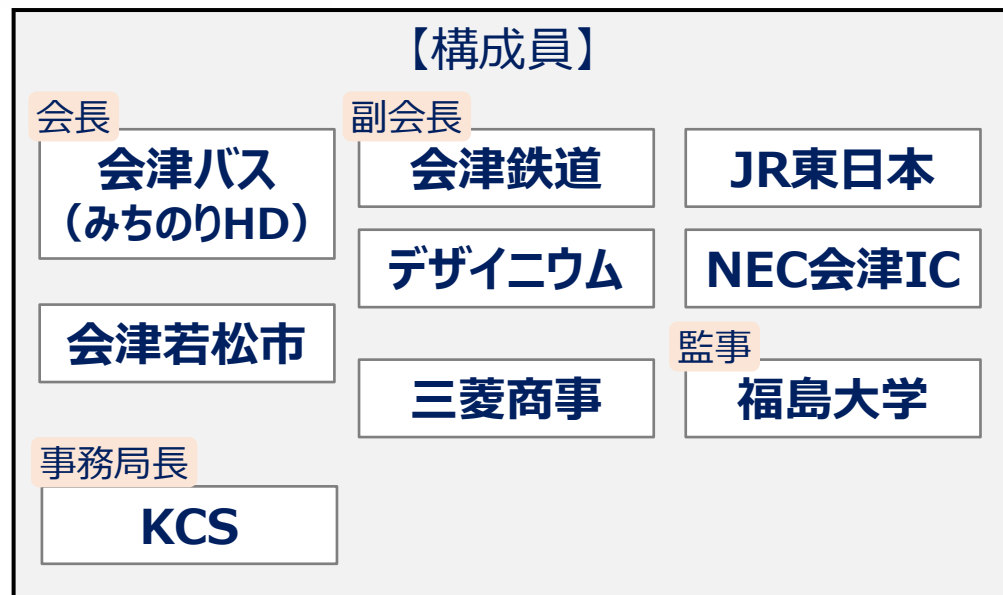 【構成員】
会長
会津バス
（みちのりHD）
会津若松市
事務局長
KCS
副会長
会津鉄道
デザイニウム
三菱商事
JR東日本
NEC会津IC
監事
福島大学